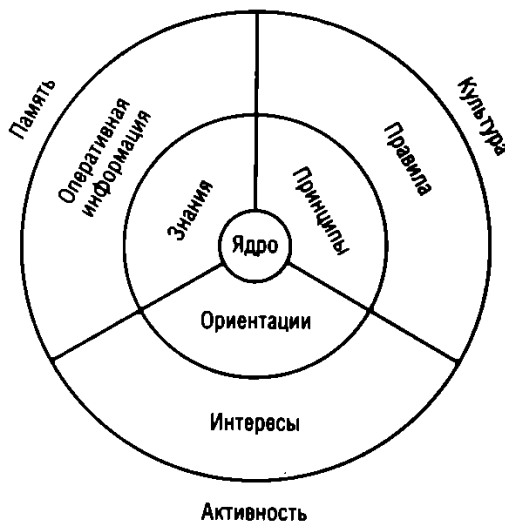 Память
Культура
Оперативная
информация
Правила
Знания
Принципы
Ядро
Ориентации
Интересы
Активность